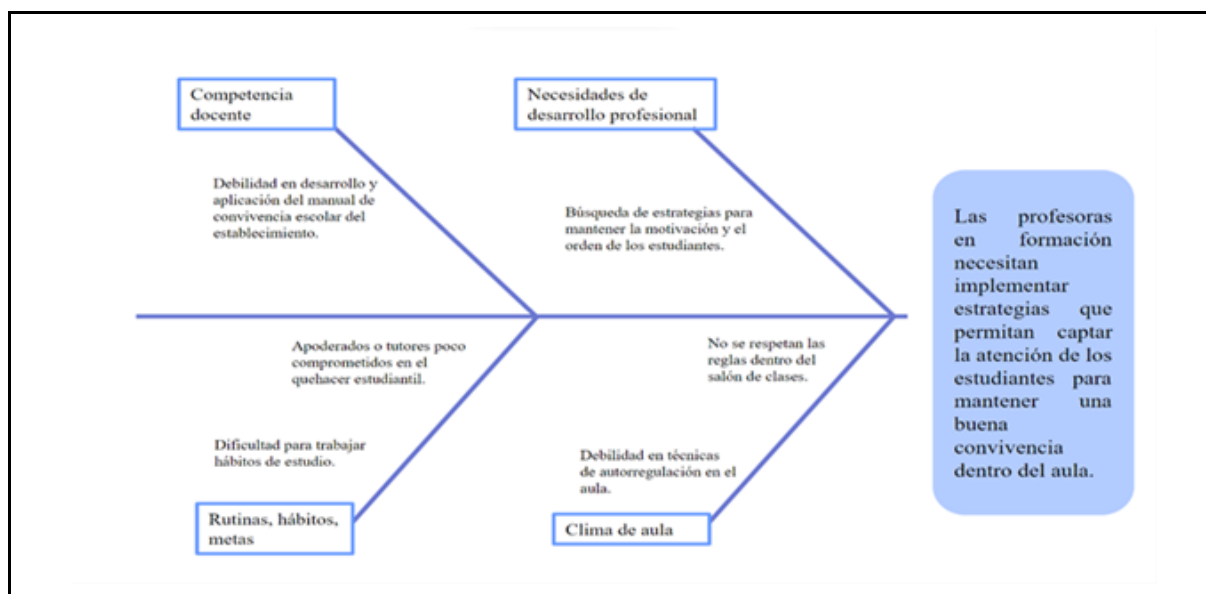 Competencia
docente
Necesidades de
desarrollo profesional
Debilidad en desarrollo y
aplicación del manual de
convivencia escolar del
establecimiento.
Búsqueda de estrategias para
mantener la motivación y el
orden de los estudiantes.
Apoderados o tutores poco
comprometidos en el
quehacer estudiantil.
No se respetan las
reglas dentro del
salón de clases.
Dificultad para trabajar
hábitos de estudio.
Debilidad en técnicas
de autorregulación en el
aula.
Rutinas, hábitos,
metas
Clima de aula
Las profesoras
en formación
necesitan
implementar
estrategias que
permitan captar
la atención de los
estudiantes para
mantener una
buena
convivencia
dentro del aula.